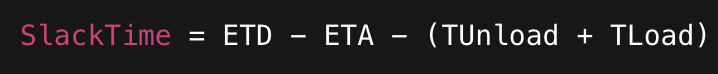 SlackTime = ETD − ETA − (TUnload + TLoad)